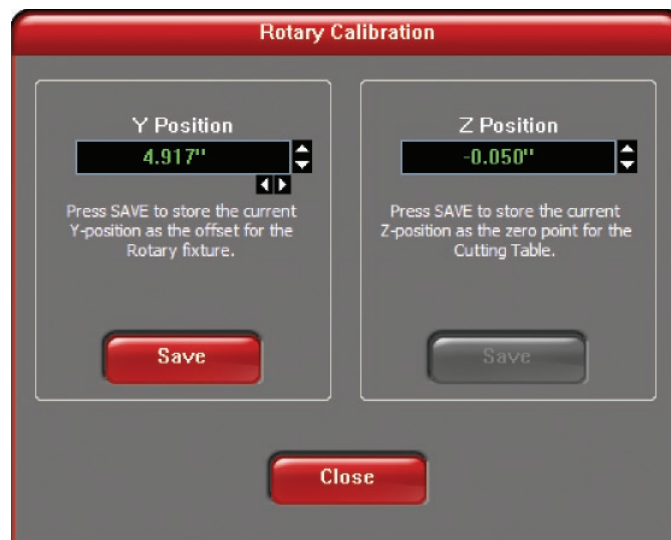 Rotary Calibration
Y Position
4.917"
Press SAVE to store the current
Y-position as the offset for the
Rotary fixture.
Save
Z Position
-0.050"
Press SAVE to store the current
Z-position as the zero point for the
Cutting Table.
Save
Close